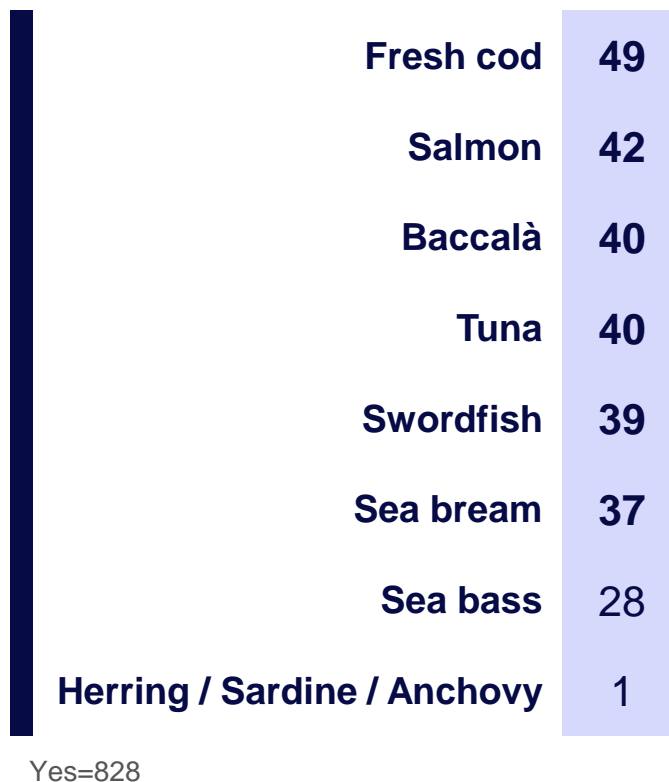 Fresh cod 49
Salmon 42
Baccalà 40
Tuna 40
Swordfish 39
Sea bream 37
Sea bass 28
Herring / Sardine / Anchovy 1
Yes=828